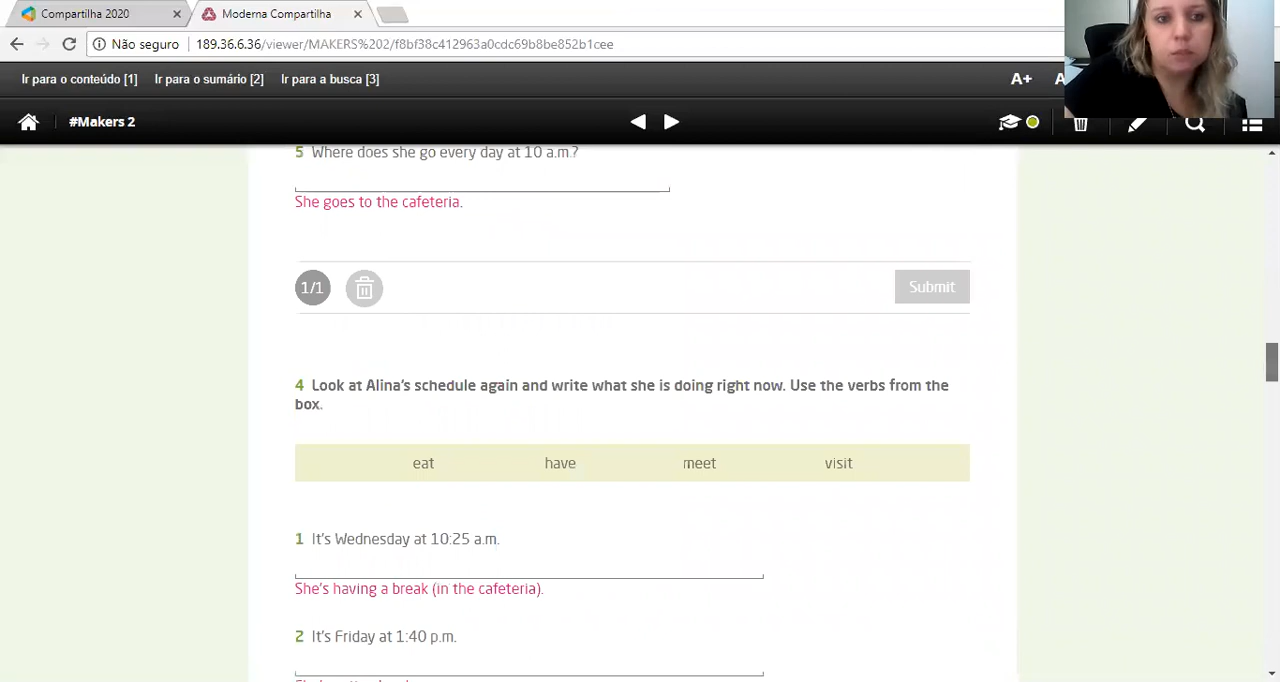 Compartilha 2020
Moderna Compartilha
Não seguro 189.36.6.36/viewer/MAKERS%202/f8bf38c412963a0cdc69b8be852b1cee
Ir para o conteúdo [1] Ir para o sumário [2] Ir para a busca [3] A+
#Makers 2
5 Where does she go every day at 10 a.m.?
She goes to the cafeteria.
1/1 Submit
4 Look at Alina's schedule again and write what she is doing right now. Use the verbs from the
box.
eat have meet visit
1 It's Wednesday at 10:25 a.m.
She's having a break (in the cafeteria).
2 It's Friday at 1:40 p.m.